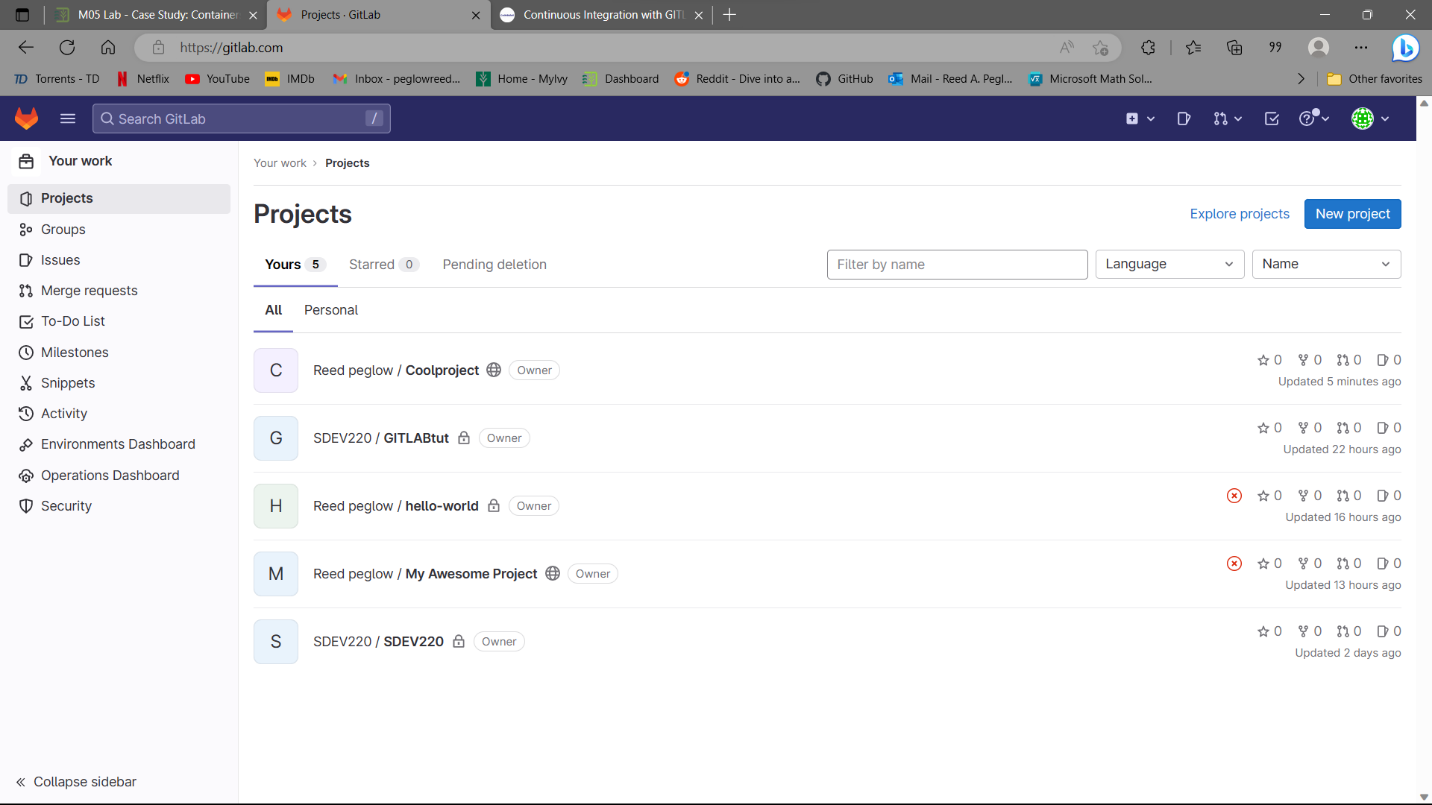 M05 Lab - Case Study: Container
Projects · GitLab
Continuous Integration with GITL
https://gitlab.com
TD Torrents - TD
Netflix
YouTube
IMDb
Inbox - peglowreed...
Home - MyIvy
Dashboard
Reddit - Dive into a...
GitHub
Mail - Reed A. Pegl...
Microsoft Math Sol...
Other favorites
Search GitLab /
Your work
Projects
Groups
Issues
Merge requests
To-Do List
Milestones
Snippets
Activity
Environments Dashboard
Operations Dashboard
Security
Collapse sidebar
Your work › Projects
Projects
Explore projects
New project
Yours 5
Starred 0
Pending deletion
Filter by name
Language
Name
All
Personal
C
Reed peglow / Coolproject Owner
0 0 0 0
Updated 5 minutes ago
G
SDEV220 / GITLABtut Owner
0 0 0 0
Updated 22 hours ago
H
Reed peglow / hello-world Owner
0 0 0 0
Updated 16 hours ago
M
Reed peglow / My Awesome Project Owner
0 0 0 0
Updated 13 hours ago
S
SDEV220 / SDEV220 Owner
0 0 0 0
Updated 2 days ago